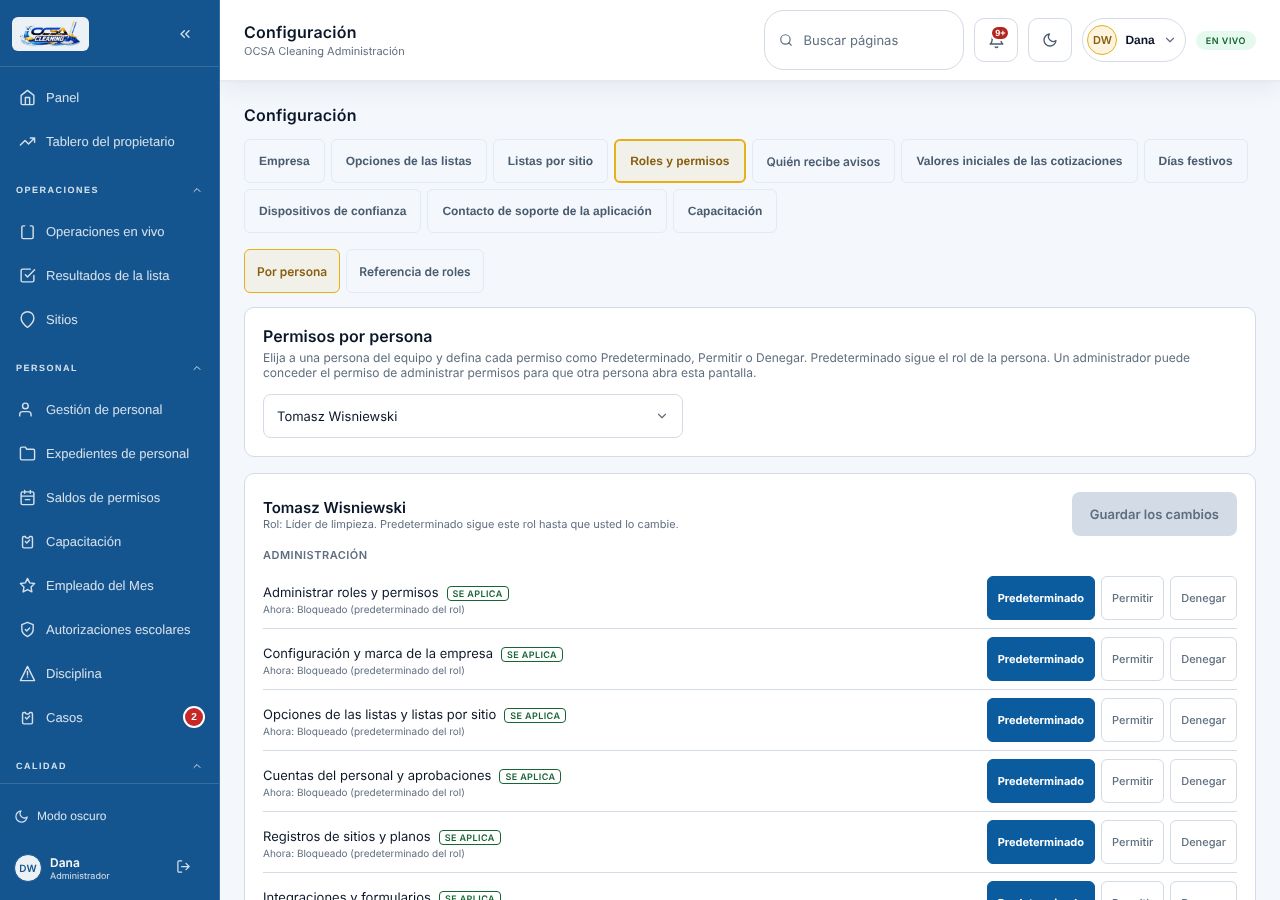 OCSA
CLEANING
Configuración
OCSA Cleaning Administración
Buscar páginas
9+
DW
Dana
EN VIVO
Panel
Tablero del propietario
OPERACIONES
Operaciones en vivo
Resultados de la lista
Sitios
PERSONAL
Gestión de personal
Expedientes de personal
Saldos de permisos
Capacitación
Empleado del Mes
Autorizaciones escolares
Disciplina
Casos
2
CALIDAD
Modo oscuro
DW
Dana
Administrador
Configuración
Empresa
Opciones de las listas
Listas por sitio
Roles y permisos
Quién recibe avisos
Valores iniciales de las cotizaciones
Días festivos
Dispositivos de confianza
Contacto de soporte de la aplicación
Capacitación
Por persona
Referencia de roles
Permisos por persona
Elija a una persona del equipo y defina cada permiso como Predeterminado, Permitir o Denegar. Predeterminado sigue el rol de la persona. Un administrador puede
conceder el permiso de administrar permisos para que otra persona abra esta pantalla.
Tomasz Wisniewski
Tomasz Wisniewski
Rol: Líder de limpieza. Predeterminado sigue este rol hasta que usted lo cambie.
Guardar los cambios
ADMINISTRACIÓN
Administrar roles y permisos SE APLICA
Ahora: Bloqueado (predeterminado del rol)
Predeterminado Permitir Denegar
Configuración y marca de la empresa SE APLICA
Ahora: Bloqueado (predeterminado del rol)
Predeterminado Permitir Denegar
Opciones de las listas y listas por sitio SE APLICA
Ahora: Bloqueado (predeterminado del rol)
Predeterminado Permitir Denegar
Cuentas del personal y aprobaciones SE APLICA
Ahora: Bloqueado (predeterminado del rol)
Predeterminado Permitir Denegar
Registros de sitios y planos SE APLICA
Ahora: Bloqueado (predeterminado del rol)
Predeterminado Permitir Denegar
Integraciones y formularios SE APLICA
Predeterminado Permitir Denegar